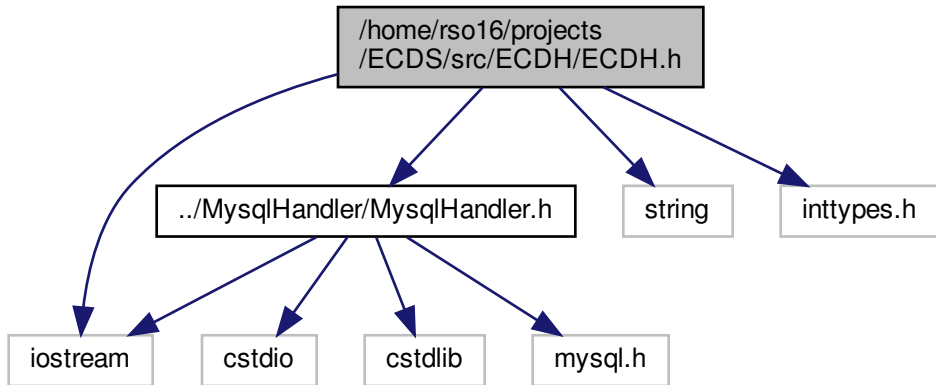 /home/rso16/projects
/ECDS/src/ECDH/ECDH.h
../MysqlHandler/MysqlHandler.h
string
inttypes.h
iostream
cstdio
cstdlib
mysql.h